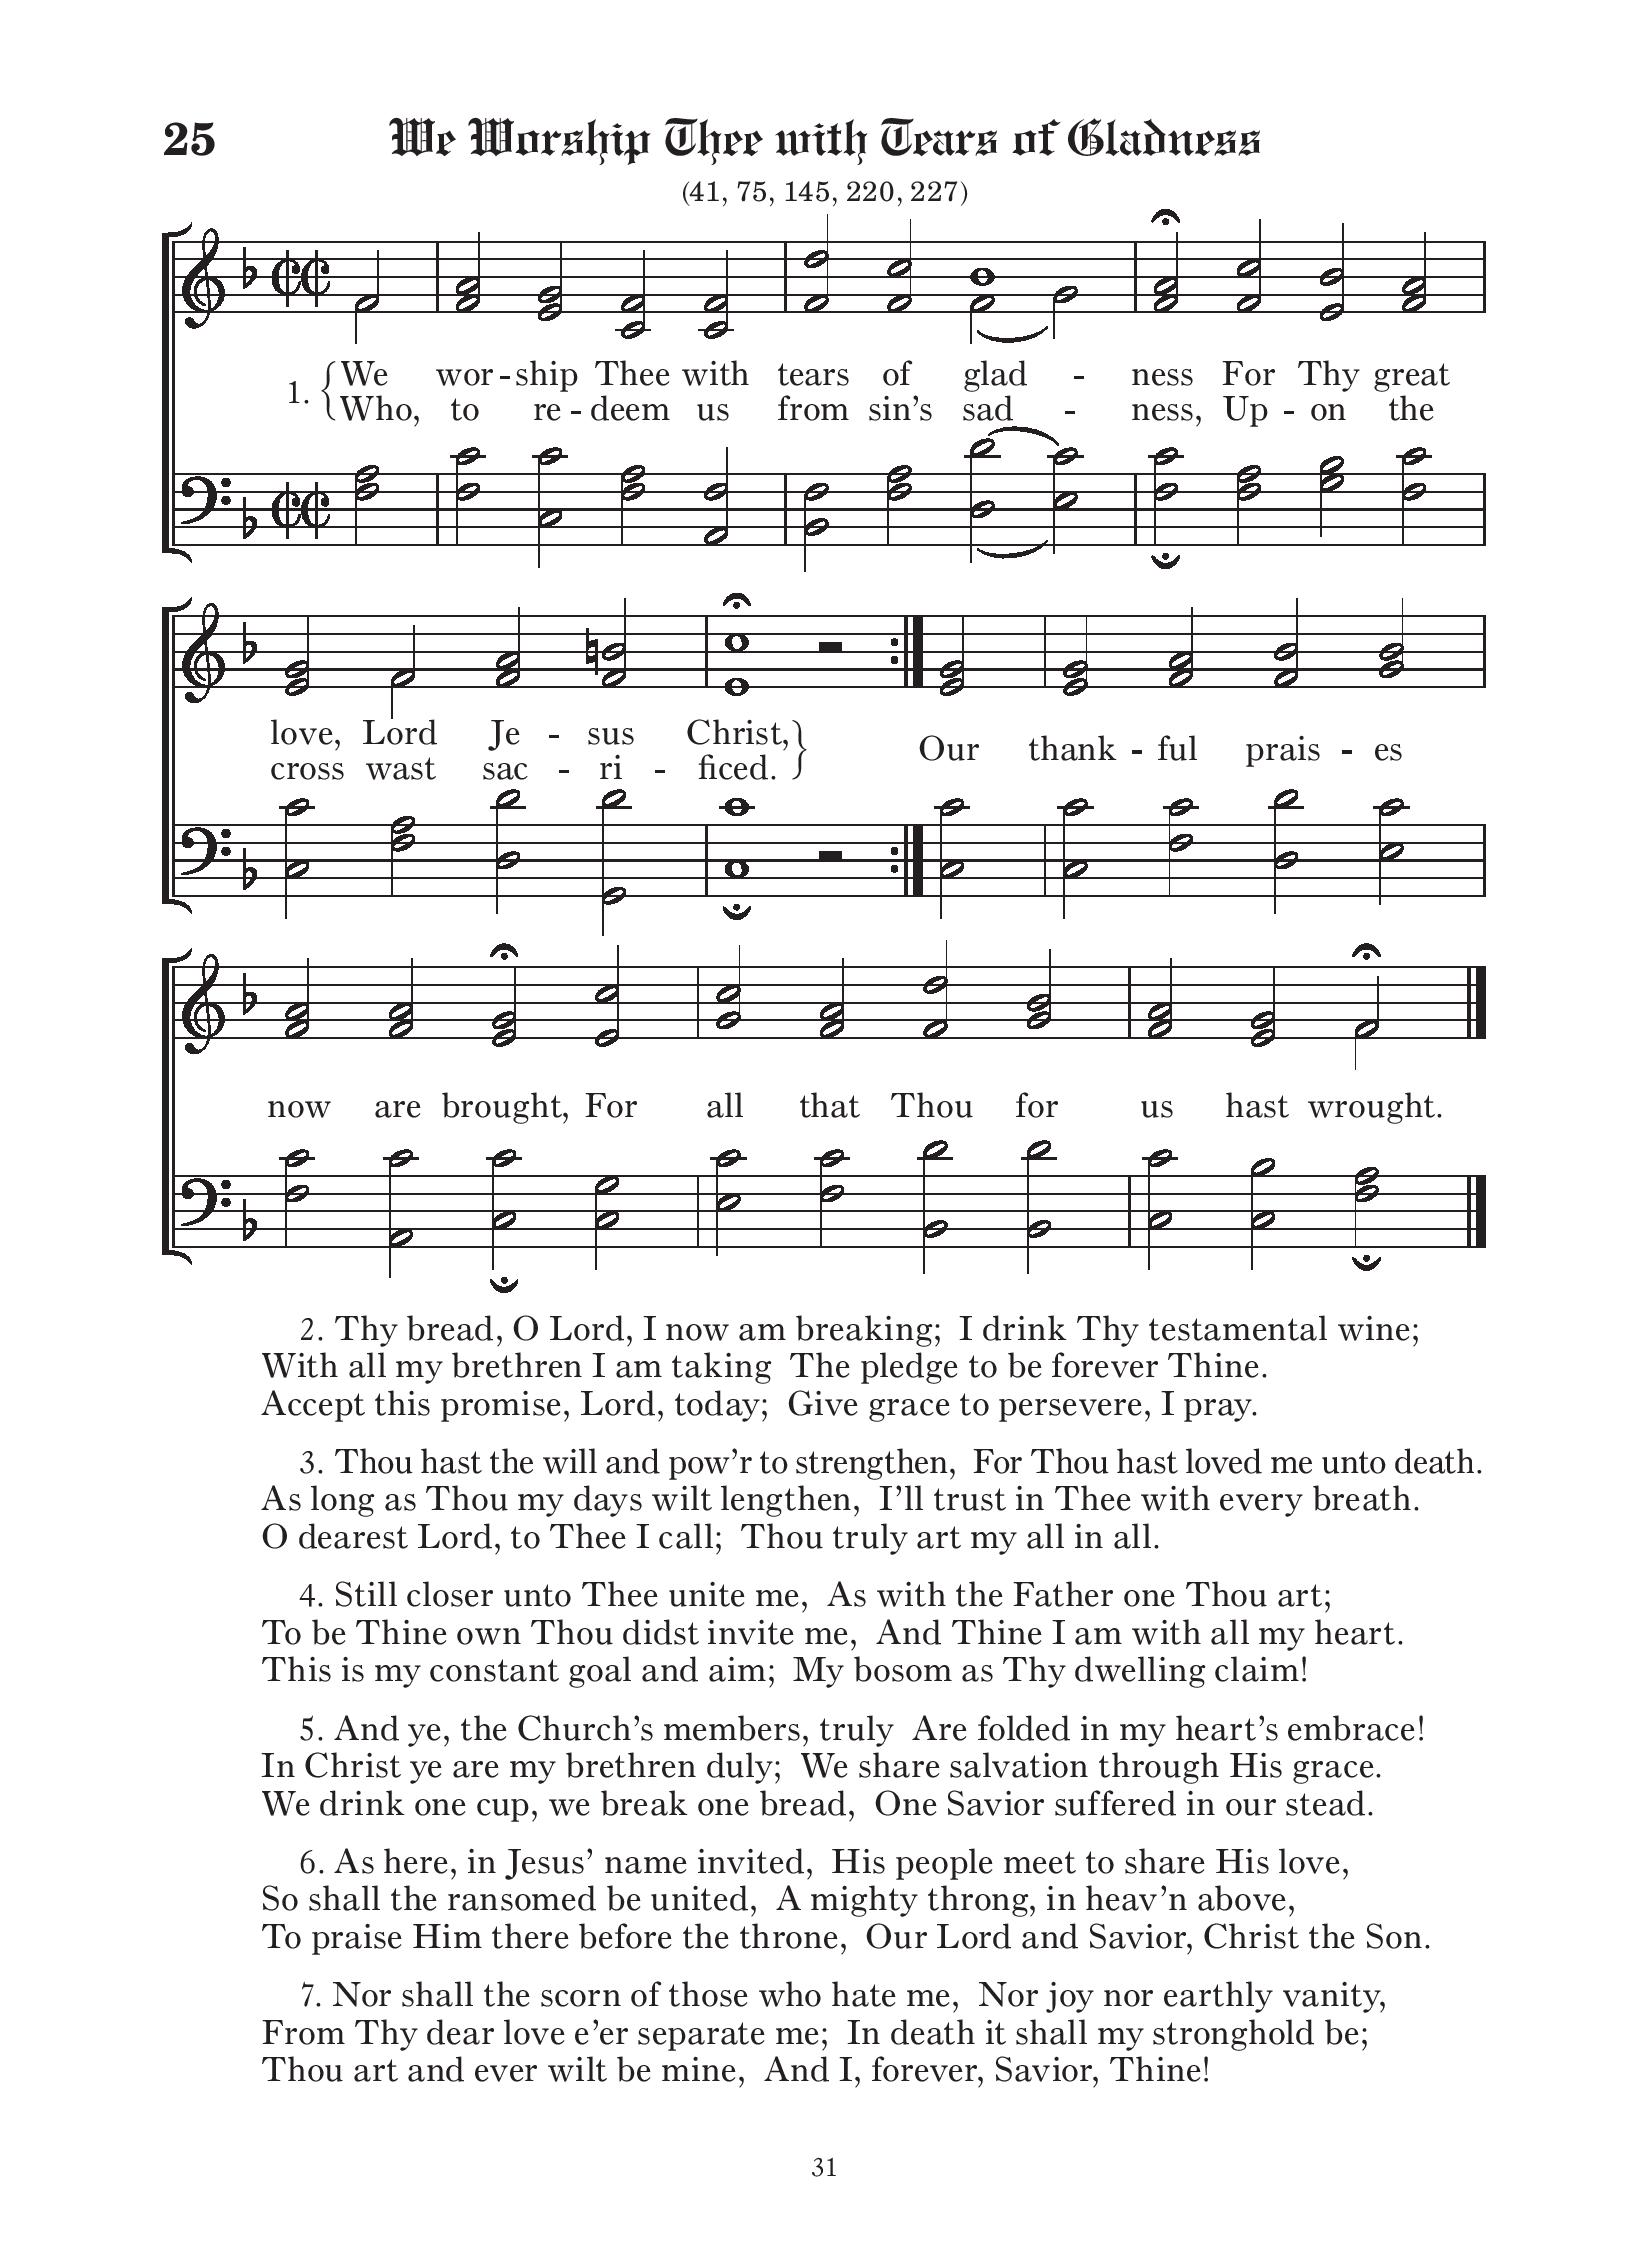 25 We Worship Thee with Tears of Gladness
(41, 75, 145, 220, 227)
1. {We wor - ship Thee with tears of glad - ness For Thy great
Who, to re - deem us from sin’s sad - ness, Up - on the
love, Lord Je - sus Christ,} Our thank - ful prais - es
cross wast sac - ri - ficed.
now are brought, For all that Thou for us hast wrought.
2. Thy bread, O Lord, I now am breaking; I drink Thy testamental wine;
With all my brethren I am taking The pledge to be forever Thine.
Accept this promise, Lord, today; Give grace to persevere, I pray.
3. Thou hast the will and pow’r to strengthen, For Thou hast loved me unto death.
As long as Thou my days wilt lengthen, I’ll trust in Thee with every breath.
O dearest Lord, to Thee I call; Thou truly art my all in all.
4. Still closer unto Thee unite me, As with the Father one Thou art;
To be Thine own Thou didst invite me, And Thine I am with all my heart.
This is my constant goal and aim; My bosom as Thy dwelling claim!
5. And ye, the Church’s members, truly Are folded in my heart’s embrace!
In Christ ye are my brethren duly; We share salvation through His grace.
We drink one cup, we break one bread, One Savior suffered in our stead.
6. As here, in Jesus’ name invited, His people meet to share His love,
So shall the ransomed be united, A mighty throng, in heav’n above,
To praise Him there before the throne, Our Lord and Savior, Christ the Son.
7. Nor shall the scorn of those who hate me, Nor joy nor earthly vanity,
From Thy dear love e’er separate me; In death it shall my stronghold be;
Thou art and ever wilt be mine, And I, forever, Savior, Thine!
31